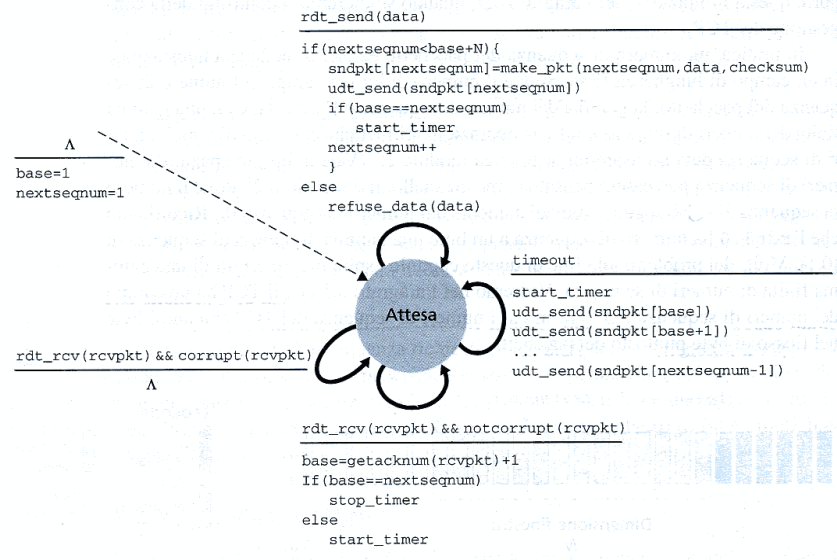 rdt_send(data)
if(nextseqnum<base+N){
sndpkt[nextseqnum]=make_pkt(nextseqnum,data,checksum)
udt_send(sndpkt[nextseqnum])
if(base==nextseqnum)
start_timer
nextseqnum++
}
else
refuse_data(data)
Λ
base=1
nextseqnum=1
Attesa
timeout
start_timer
udt_send(sndpkt[base])
udt_send(sndpkt[base+1])
...
udt_send(sndpkt[nextseqnum-1])
rdt_rcv(rcvpkt) && corrupt(rcvpkt)
Λ
rdt_rcv(rcvpkt) && notcorrupt(rcvpkt)
base=getacknum(rcvpkt)+1
If(base==nextseqnum)
stop_timer
else
start_timer